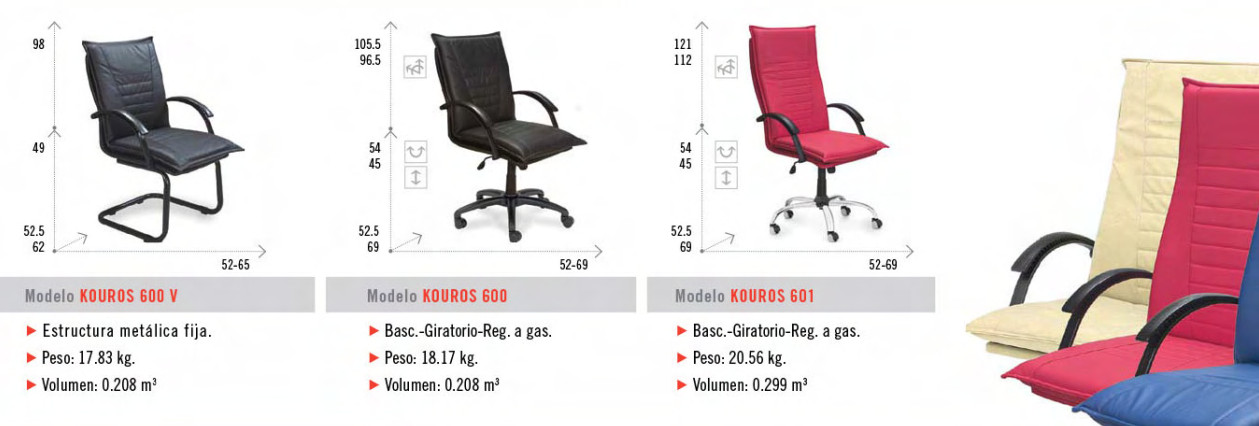 98
49
52.5
62
52-65
Modelo KOUROS 600 V
Estructura metálica fija.
Peso: 17.83 kg.
Volumen: 0.208 m³
105.5
96.5
54
45
52.5
69
52-69
Modelo KOUROS 600
Basc.-Giratorio-Reg. a gas.
Peso: 18.17 kg.
Volumen: 0.208 m³
121
112
54
45
52.5
69
52-69
Modelo KOUROS 601
Basc.-Giratorio-Reg. a gas.
Peso: 20.56 kg.
Volumen: 0.299 m³